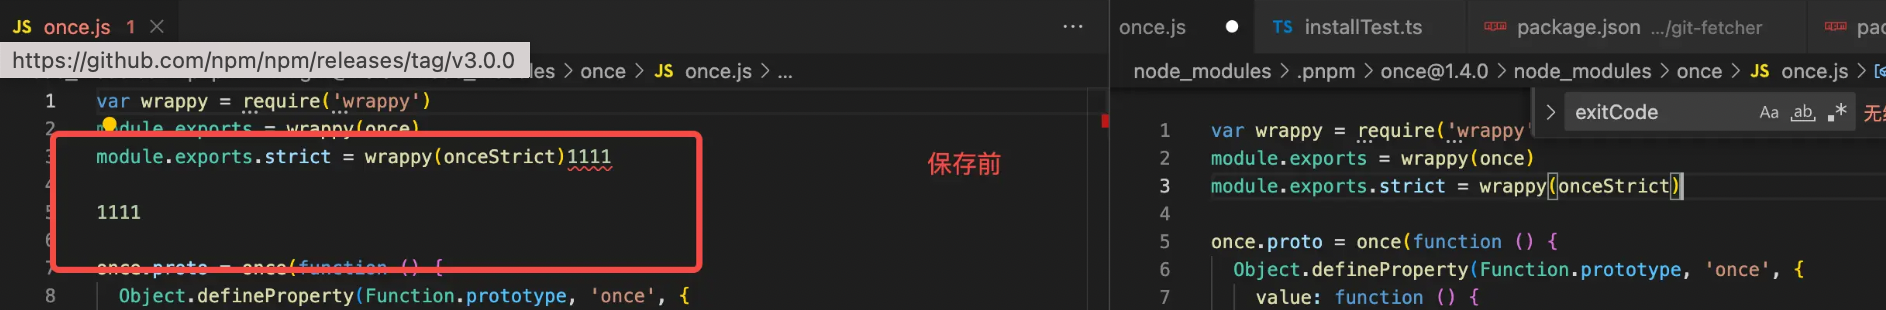 JS once.js 1
https://github.com/npm/npm/releases/tag/v3.0.0
es > once > JS once.js > ...
1 var wrappy = require('wrappy')
2 module.exports = wrappy(once)
3 module.exports.strict = wrappy(onceStrict)1111
4
5 1111
6
7 once.proto = once(function () {
8 Object.defineProperty(Function.prototype, 'once', {
保存前
once.js
TS installTest.ts
package.json .../git-fetcher
node_modules > .pnpm > once@1.4.0 > node_modules > once > JS once.js >
exitCode Aa ab .*
1 var wrappy = require('wrappy'
2 module.exports = wrappy(once)
3 module.exports.strict = wrappy(onceStrict)
4
5 once.proto = once(function () {
6 Object.defineProperty(Function.prototype, 'once', {
7 value: function () {